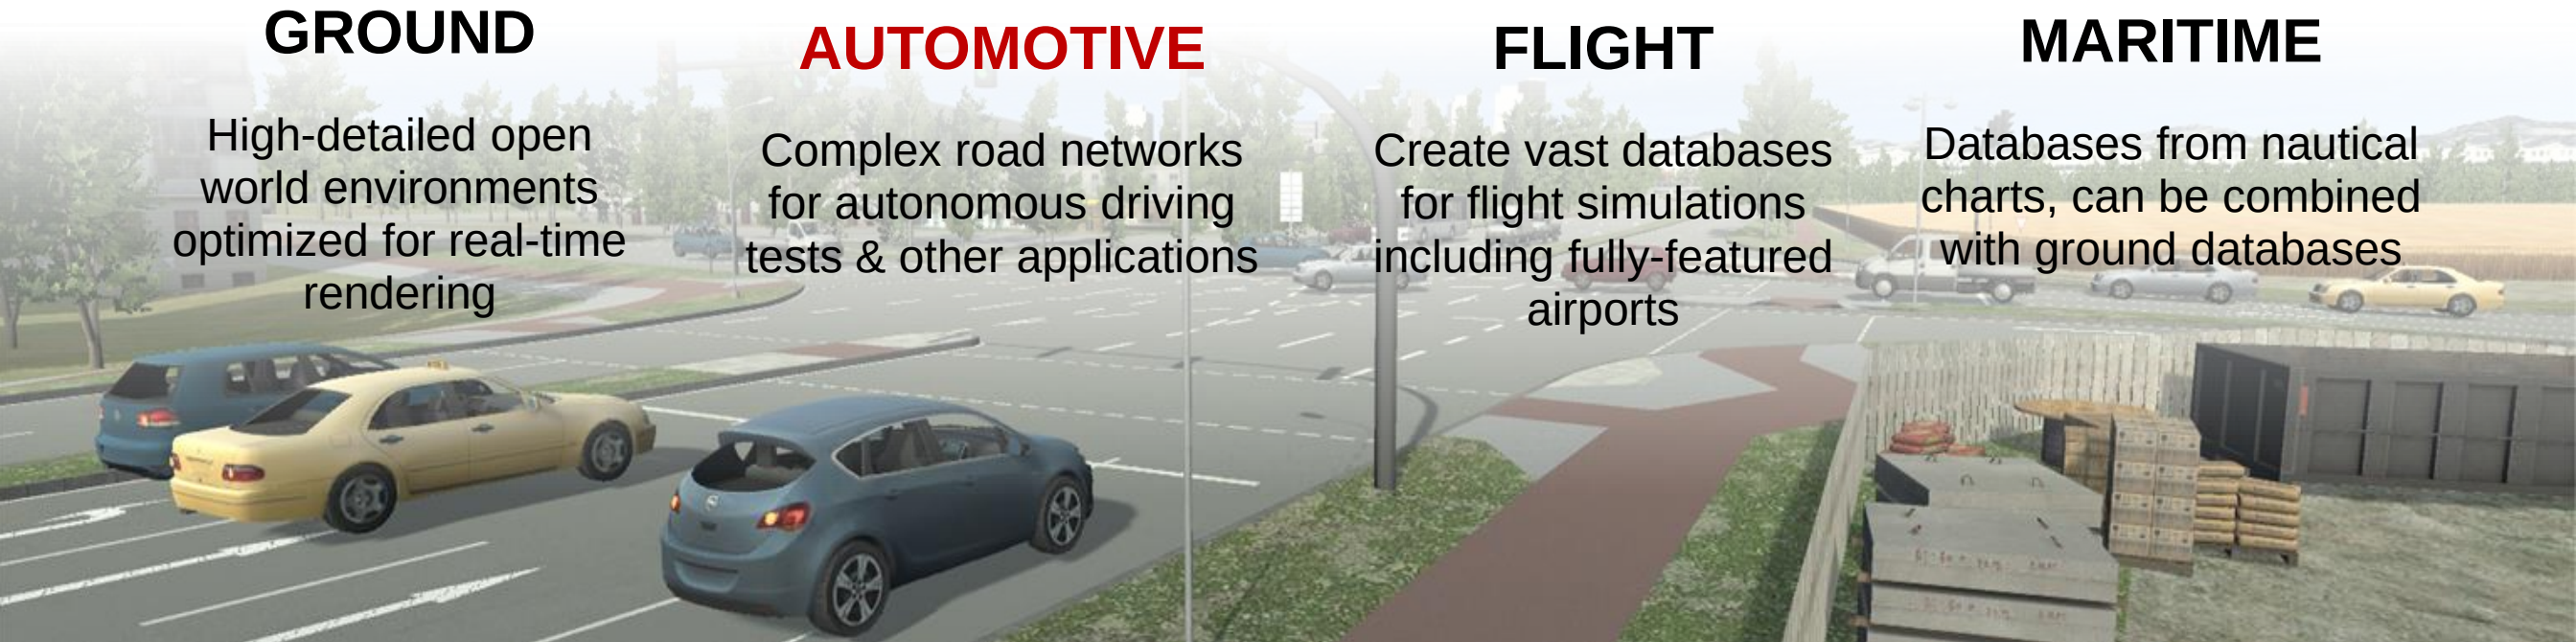 GROUND
High-detailed open
world environments
optimized for real-time
rendering
AUTOMOTIVE
Complex road networks
for autonomous driving
tests & other applications
FLIGHT
Create vast databases
for flight simulations
including fully-featured
airports
MARITIME
Databases from nautical
charts, can be combined
with ground databases